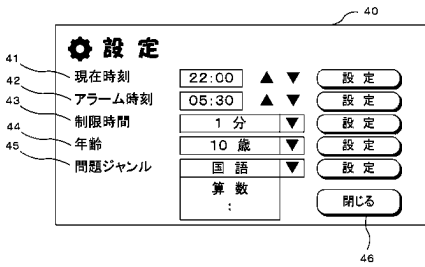 40
設定
41 現在時刻 22:00 ▲ ▼ 設定
42 アラーム時刻 05:30 ▲ ▼ 設定
43 制限時間 1 分 ▼ 設定
44 年齢 10 歳 ▼ 設定
45 問題ジャンル 国語 ▼ 設定
算数
:
閉じる
46